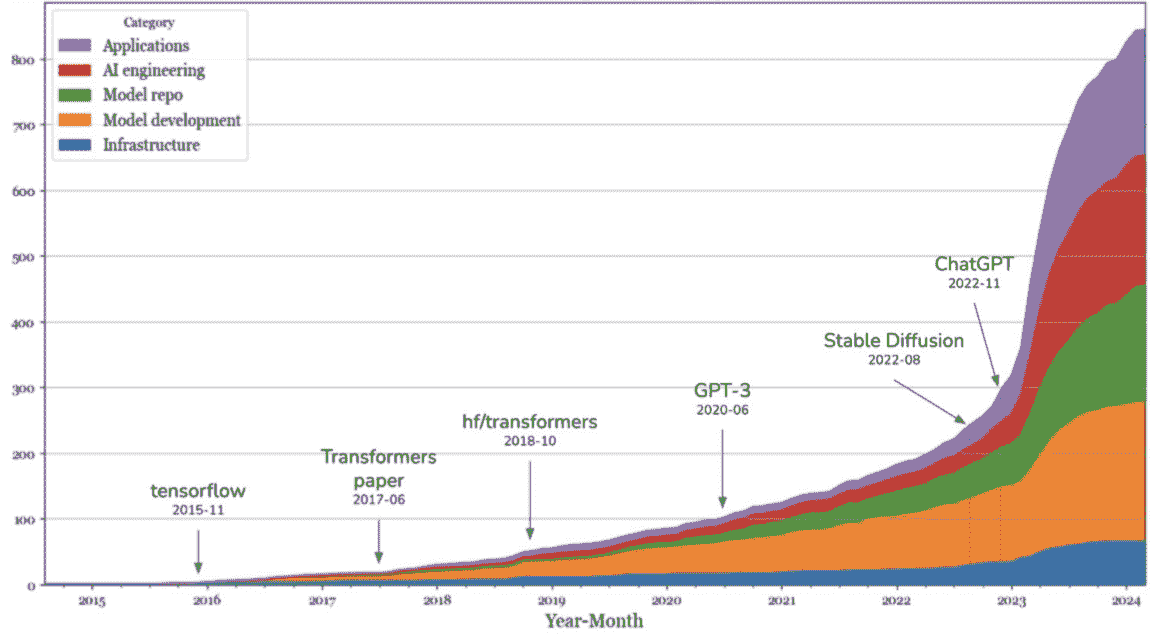 Category
Applications
AI engineering
Model repo
Model development
Infrastructure
800
700
600
500
400
300
200
100
0
ChatGPT
2022-11
Stable Diffusion
2022-08
GPT-3
2020-06
hf/transformers
2018-10
Transformers
paper
2017-06
tensorflow
2015-11
2015 2016 2017 2018 2019 2020 2021 2022 2023 2024
Year-Month